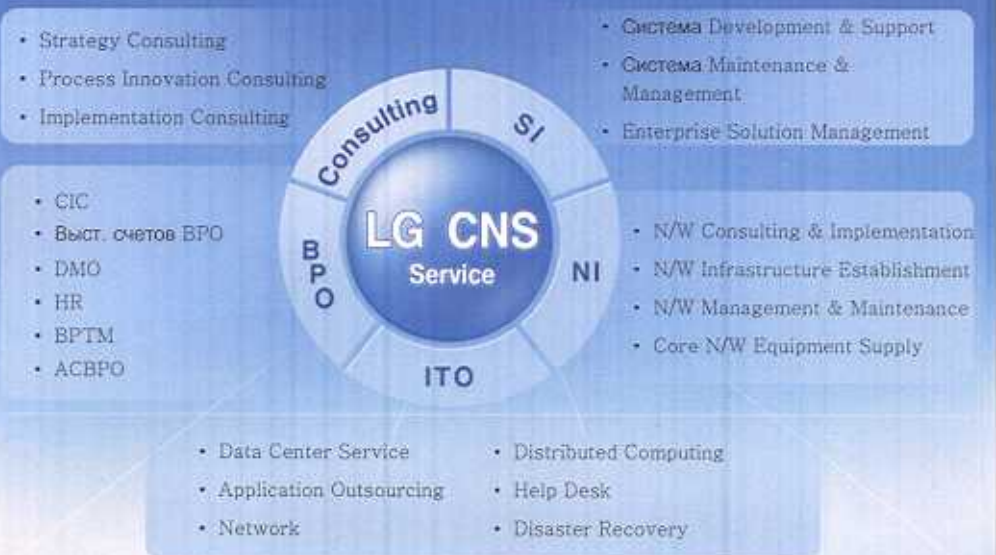 • Strategy Consulting
• Process Innovation Consulting
• Implementation Consulting
• Система Development & Support
• Система Maintenance &
Management
• Enterprise Solution Management
Consulting
SI
NI
ITO
BPO
LG CNS
Service
• CIC
• Выст. счетов BPO
• DMO
• HR
• BPTM
• ACBPO
• N/W Consulting & Implementation
• N/W Infrastructure Establishment
• N/W Management & Maintenance
• Core N/W Equipment Supply
• Data Center Service
• Application Outsourcing
• Network
• Distributed Computing
• Help Desk
• Disaster Recovery